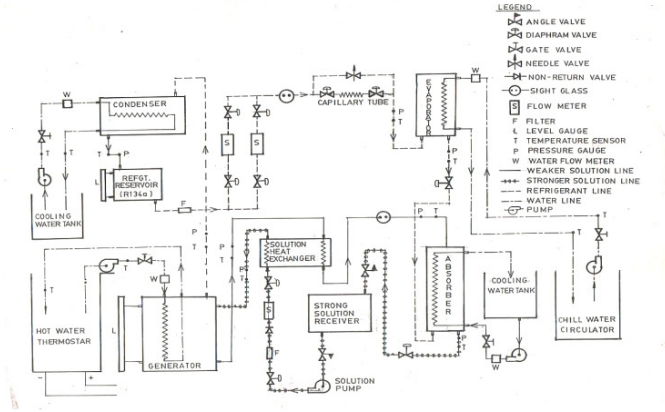 LEGEND
ANGLE VALVE
DIAPHRAM VALVE
GATE VALVE
NEEDLE VALVE
NON-RETURN VALVE
SIGHT GLASS
S FLOW METER
F FILTER
Ł LEVEL GAUGE
T TEMPERATURE SENSOR
P PRESSURE GAUGE
W WATER FLOW METER
WEAKER SOLUTION LINE
STRONGER SOLUTION LINE
REFRIGERANT LINE
WATER LINE
PUMP
W
CONDENSER
T
T
T
P
L
REFGT.
RESERVOIR
(R134a)
F
COOLING
WATER TANK
S
S
CAPILLARY TUBE
P
T
EVAPORATOR
W
T
T
P
T
P
T
P
T
P
T
SOLUTION
HEAT
EXCHANGER
S
F
STRONG
SOLUTION
RECEIVER
SOLUTION
PUMP
ABSORBER
T
P
T
COOLING-
WATER TANK
W
T
CHILL WATER
CIRCULATOR
T
T
W
L
HOT WATER
THERMOSTAR
GENERATOR